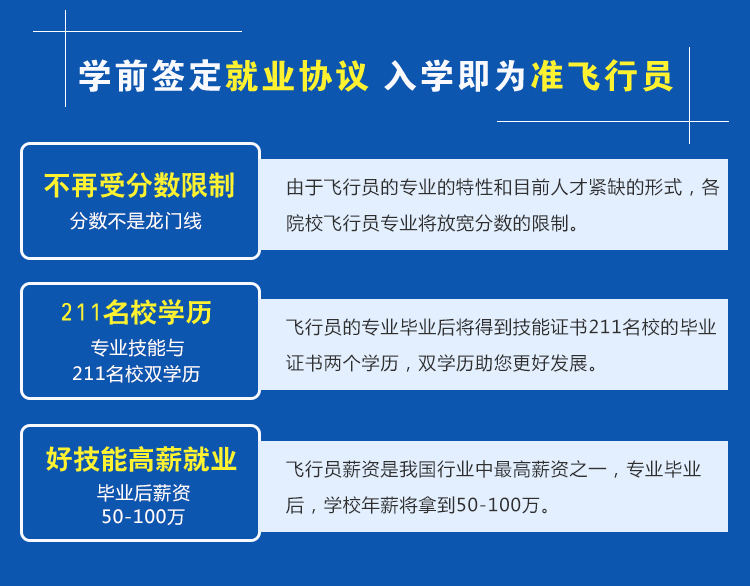 学前签定就业协议 入学即为准飞行员
不再受分数限制
分数不是龙门线
由于飞行员的专业的特性和目前人才紧缺的形式，各
院校飞行员专业将放宽分数的限制。
211名校学历
专业技能与
211名校双学历
飞行员的专业毕业后将得到技能证书211名校的毕业
证书两个学历，双学历助您更好发展。
好技能高薪就业
毕业后薪资
50-100万
飞行员薪资是我国行业中最高薪资之一，专业毕业
后，学校年薪将拿到50-100万。